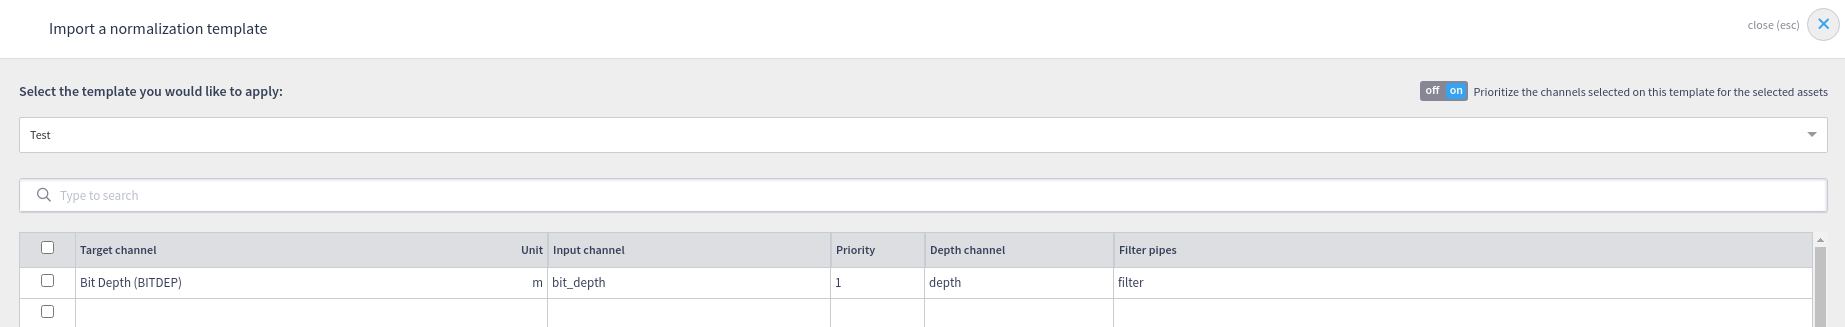 Import a normalization template
close (esc)
Select the template you would like to apply:
off on Prioritize the channels selected on this template for the selected assets
Test
Type to search
Target channel Unit Input channel Priority Depth channel Filter pipes
Bit Depth (BITDEP) m bit_depth 1 depth filter